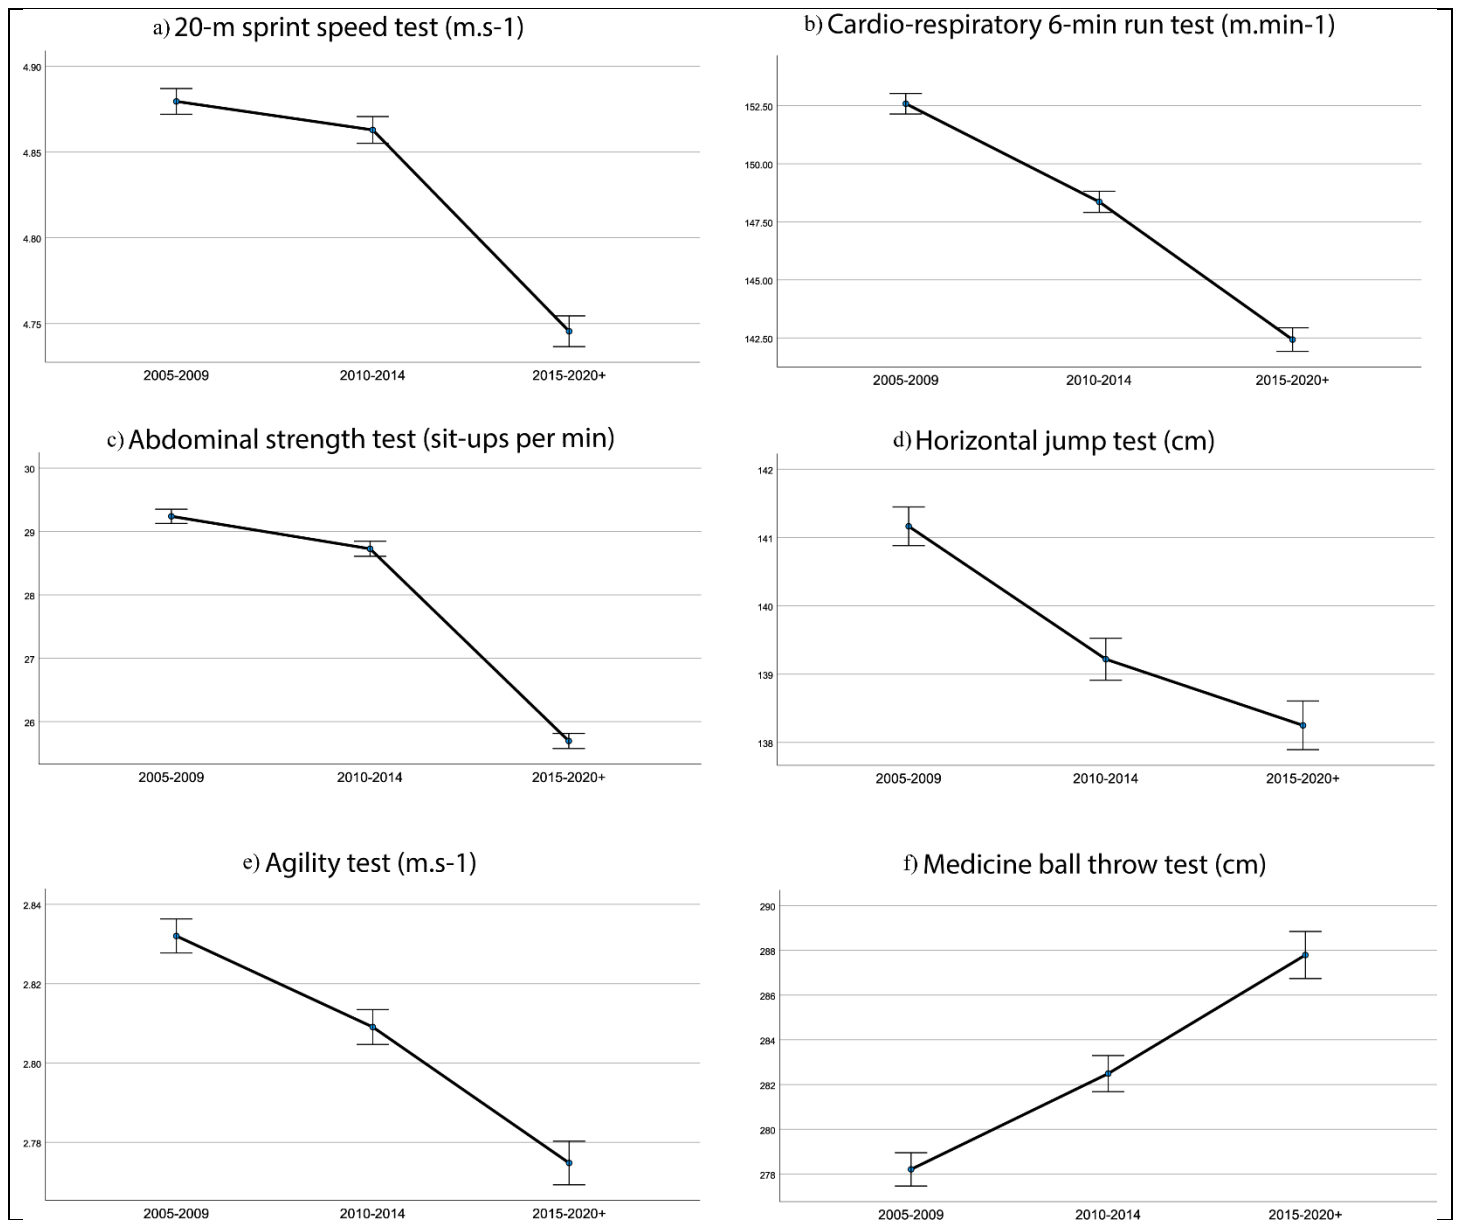 a) 20-m sprint speed test (m.s-1)
4.90
4.85
4.80
4.75
2005-2009 2010-2014 2015-2020+
b) Cardio-respiratory 6-min run test (m.min-1)
152.50
150.00
147.50
145.00
142.50
2005-2009 2010-2014 2015-2020+
c) Abdominal strength test (sit-ups per min)
30
29
28
27
26
2005-2009 2010-2014 2015-2020+
d) Horizontal jump test (cm)
142
141
140
139
138
2005-2009 2010-2014 2015-2020+
e) Agility test (m.s-1)
2.84
2.82
2.80
2.78
2005-2009 2010-2014 2015-2020+
f) Medicine ball throw test (cm)
290
288
286
284
282
280
278
2005-2009 2010-2014 2015-2020+